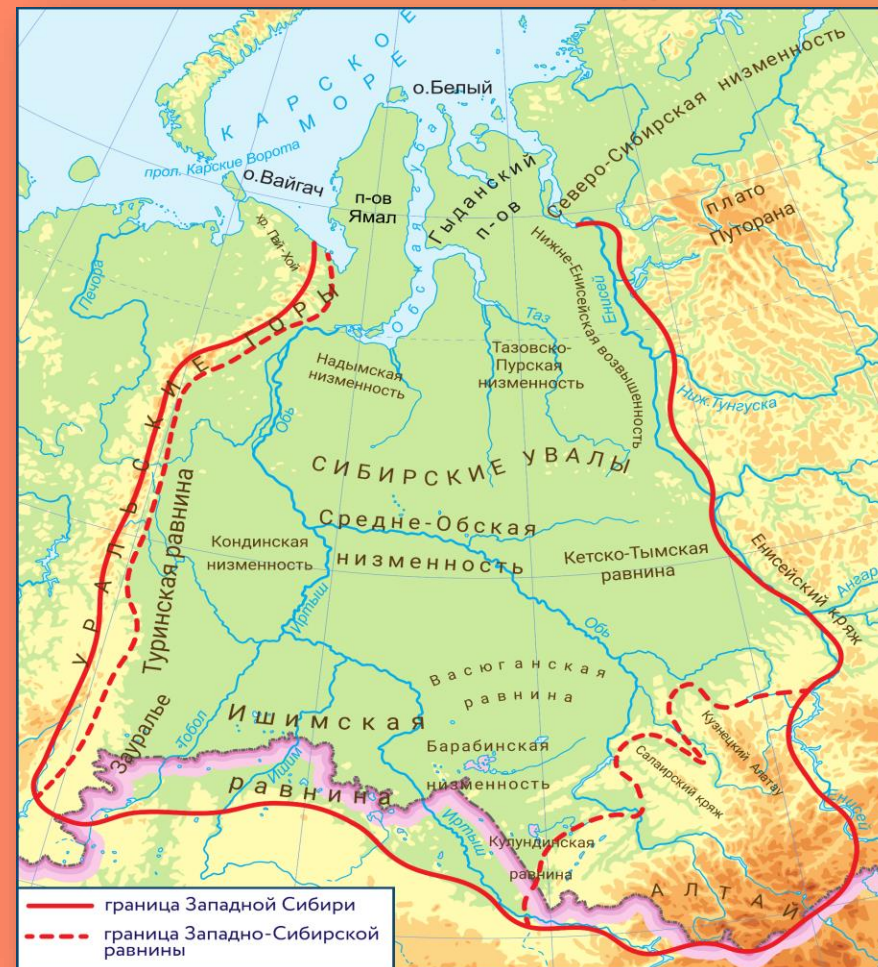 КАРСКОЕ
МОРЕ
о.Белый
Северо-Сибирская низменность
прол. Карские Ворота
о.Вайгач
п-ов
Ямал
Обская губа
Гыданский
п-ов
плато
Путорана
хр. Пай-Хой
Печора
Нижне-Енисейская возвышенность
Енисей
УРАЛЬСКИЕ ГОРЫ
Таз
Надымская
низменность
Тазовско-
Пурская
низменность
Ниж.Тунгуска
Обь
СИБИРСКИЕ УВАЛЫ
Туринская равнина
Средне-Обская
низменность
Кондинская
низменность
Кетско-Тымская
равнина
Енисейский кряж
Ангар
Иртыш
Обь
Васюганская
равнина
Зауралье
Тобол
Ишимская
равнина
Ишим
Барабинская
низменность
Кузнецкий Алатау
Салаирский кряж
Енисей
Иртыш
Кулундинская
равнина
АЛТАЙ
граница Западной Сибири
граница Западно-Сибирской
равнины